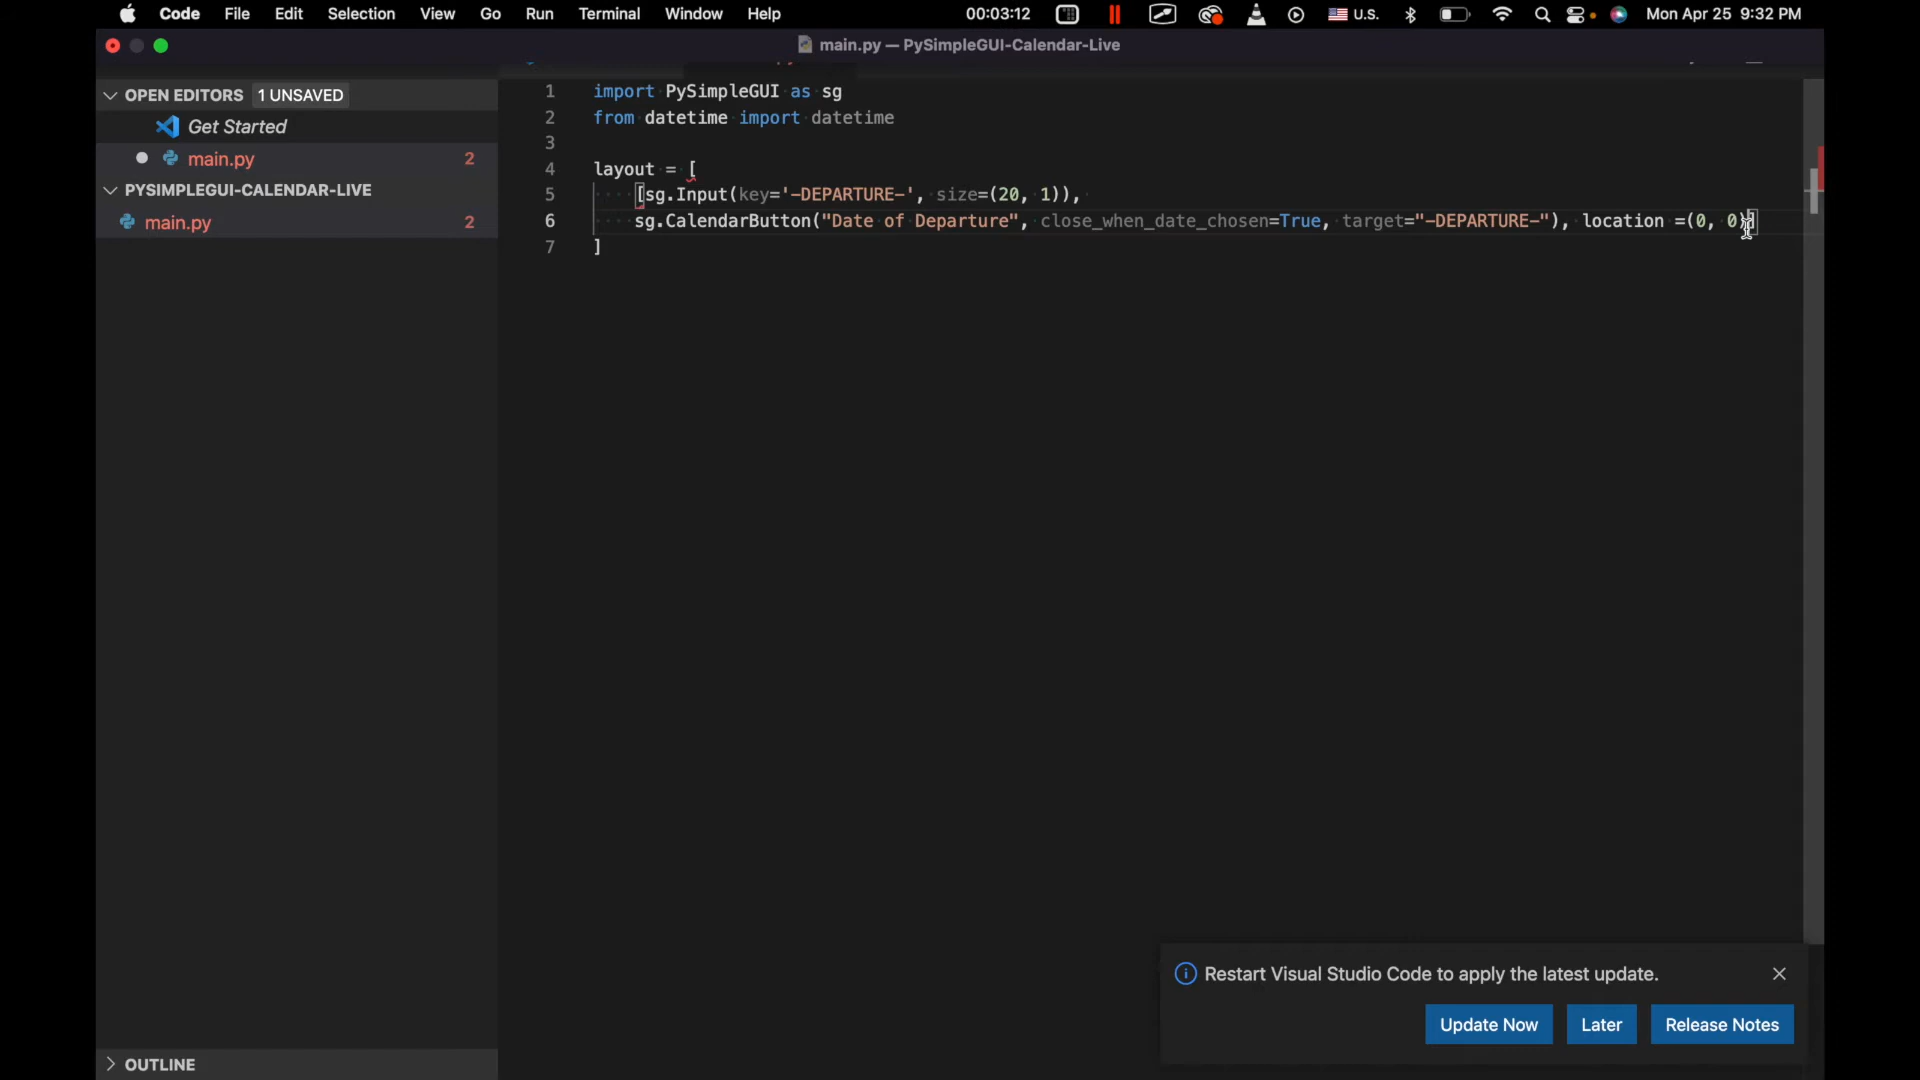 Code File Edit Selection View Go Run Terminal Window Help 00:03:12 U.S. Mon Apr 25 9:32 PM
main.py — PySimpleGUI-Calendar-Live
OPEN EDITORS 1 UNSAVED
Get Started
main.py 2
PYSIMPLEGUI-CALENDAR-LIVE
main.py 2
1 import PySimpleGUI as sg
2 from datetime import datetime
3
4 layout = [
5 [sg.Input(key='-DEPARTURE-', size=(20, 1)),
6 sg.CalendarButton("Date of Departure", close_when_date_chosen=True, target="-DEPARTURE-"), location =(0, 0)]
7 ]
Restart Visual Studio Code to apply the latest update.
Update Now Later Release Notes
OUTLINE